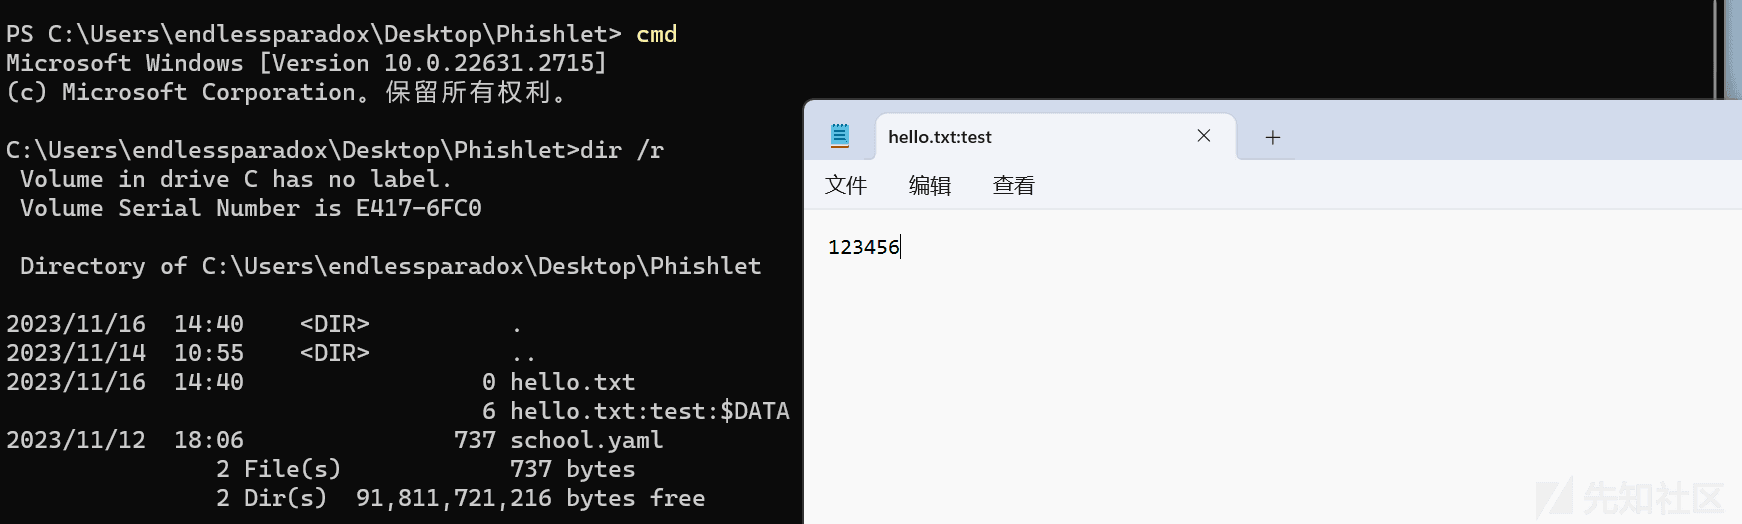 PS C:\Users\endlessparadox\Desktop\Phishlet> cmd
Microsoft Windows [Version 10.0.22631.2715]
(c) Microsoft Corporation。保留所有权利。
C:\Users\endlessparadox\Desktop\Phishlet>dir /r
Volume in drive C has no label.
Volume Serial Number is E417-6FC0
Directory of C:\Users\endlessparadox\Desktop\Phishlet
2023/11/16  14:40    <DIR>          .
2023/11/14  10:55    <DIR>          ..
2023/11/16  14:40                 0 hello.txt
6 hello.txt:test:$DATA
2023/11/12  18:06               737 school.yaml
2 File(s)            737 bytes
2 Dir(s)  91,811,721,216 bytes free
hello.txt:test
文件 编辑 查看
123456
先知社区